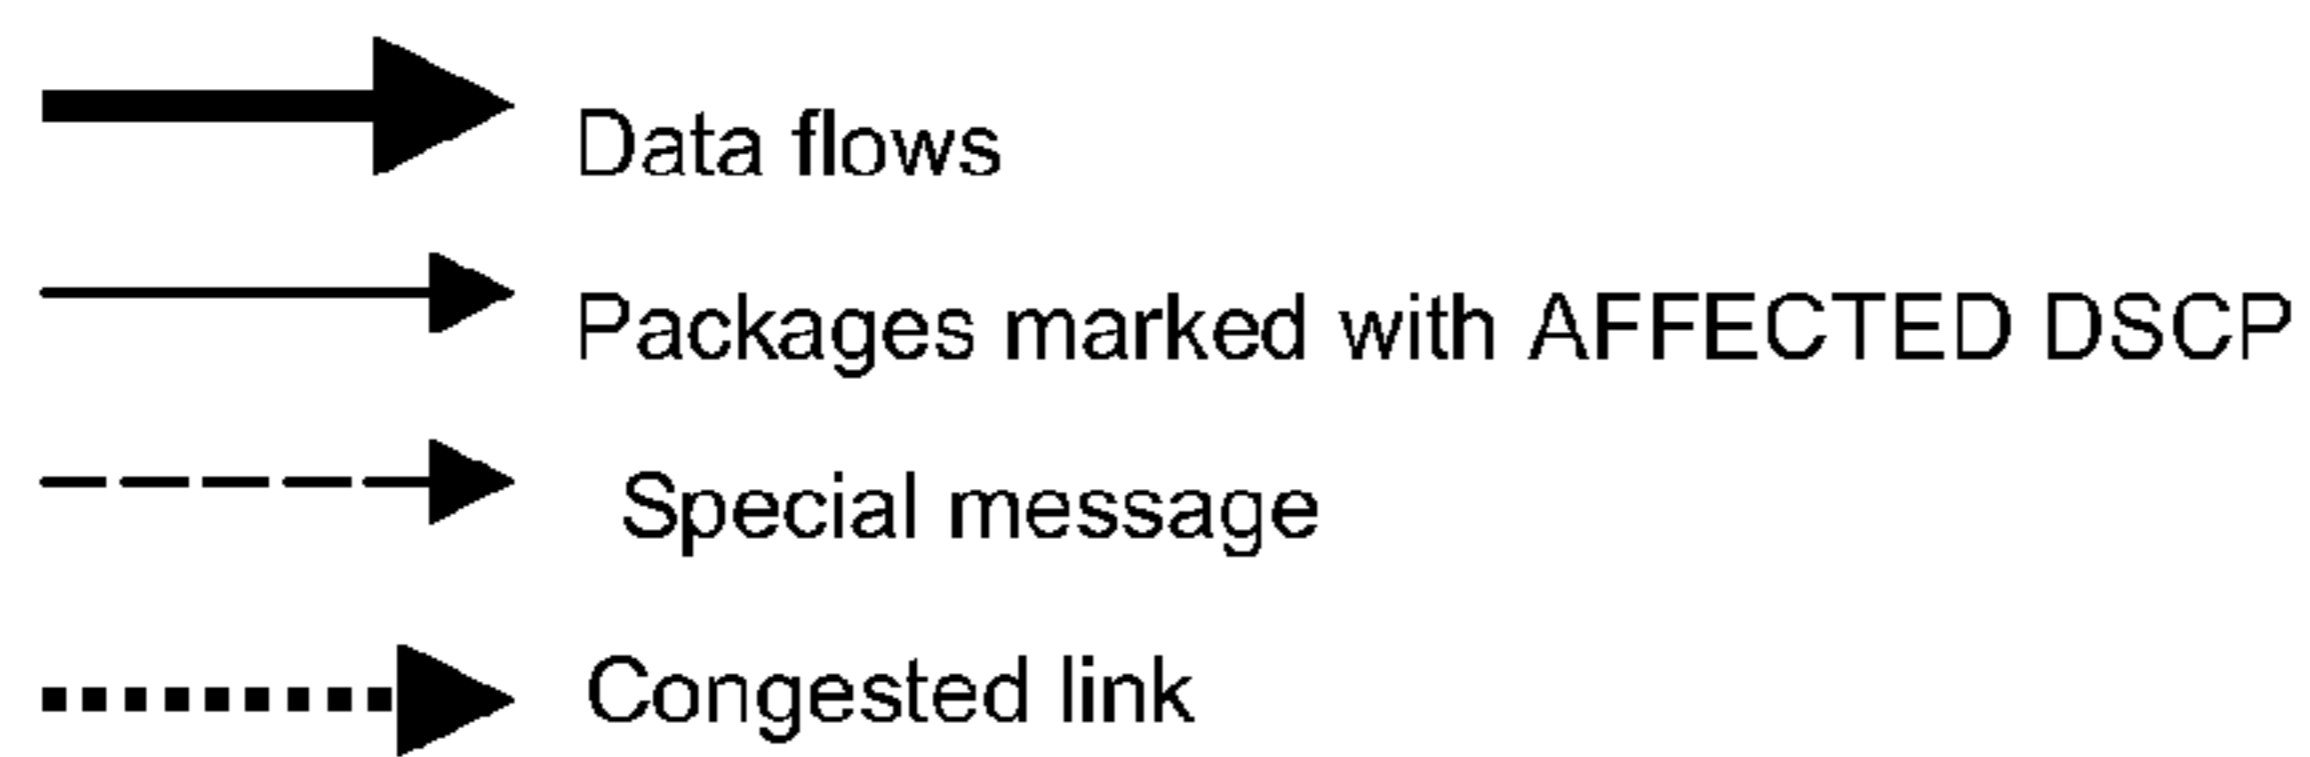 Data flows
Packages marked with AFFECTED DSCP
Special message
Congested link